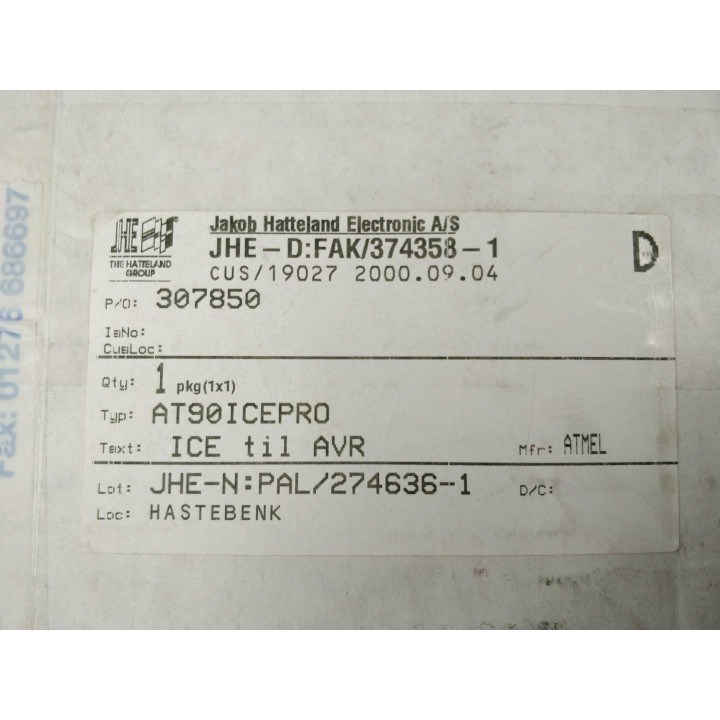 JHE
THE HATTELAND
GROUP
Jakob Hatteland Electronic A/S
JHE-D:FAK/374358-1
D
CUS/19027 2000.09.04
P/O: 307850
IsNo:
CusLoc:
Qty: 1 pkg(1x1)
Typ: AT90ICEPRO
Text: ICE til AVR Mfr: ATMEL
Lot: JHE-N:PAL/274636-1 D/C:
Loc: HASTEBENK
Fax: 01276 686697